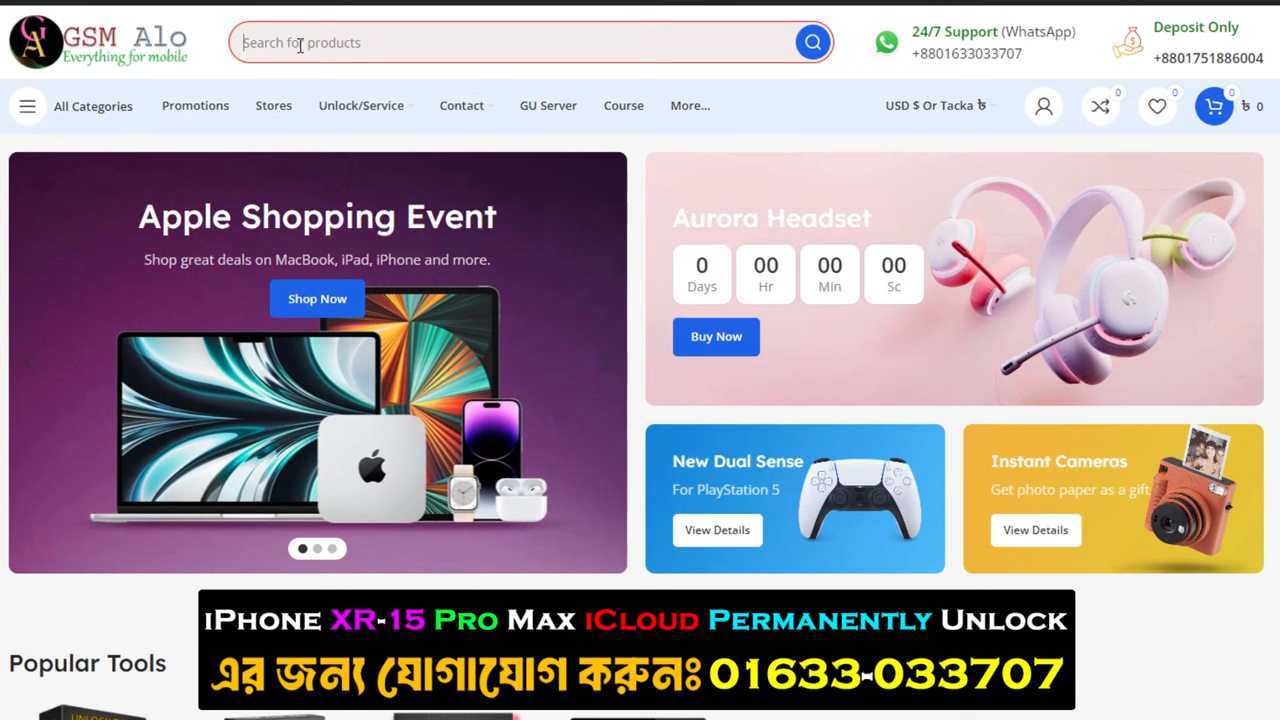 GSM Alo
Everything for mobile
Search for products
24/7 Support (WhatsApp)
+8801633033707
Deposit Only
+8801751886004
All Categories
Promotions
Stores
Unlock/Service
Contact
GU Server
Course
More...
USD $ Or Tacka ৳
0
0
0
৳ 0
Apple Shopping Event
Shop great deals on MacBook, iPad, iPhone and more.
Shop Now
Aurora Headset
0 00 00 00
Days Hr Min Sc
Buy Now
New Dual Sense
For PlayStation 5
View Details
Instant Cameras
Get photo paper as a gift
View Details
iPhone XR-15 Pro Max iCloud Permanently Unlock
এর জন্য যোগাযোগ করুনঃ 01633-033707
Popular Tools